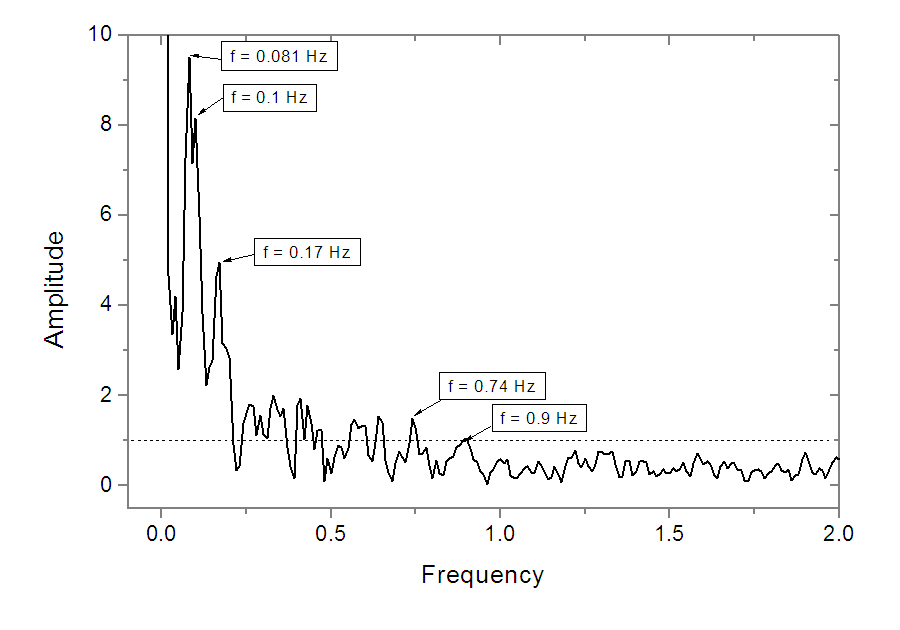 10
8
6
4
2
0
Amplitude
f = 0.081 Hz
f = 0.1 Hz
f = 0.17 Hz
f = 0.74 Hz
f = 0.9 Hz
0.0 0.5 1.0 1.5 2.0
Frequency